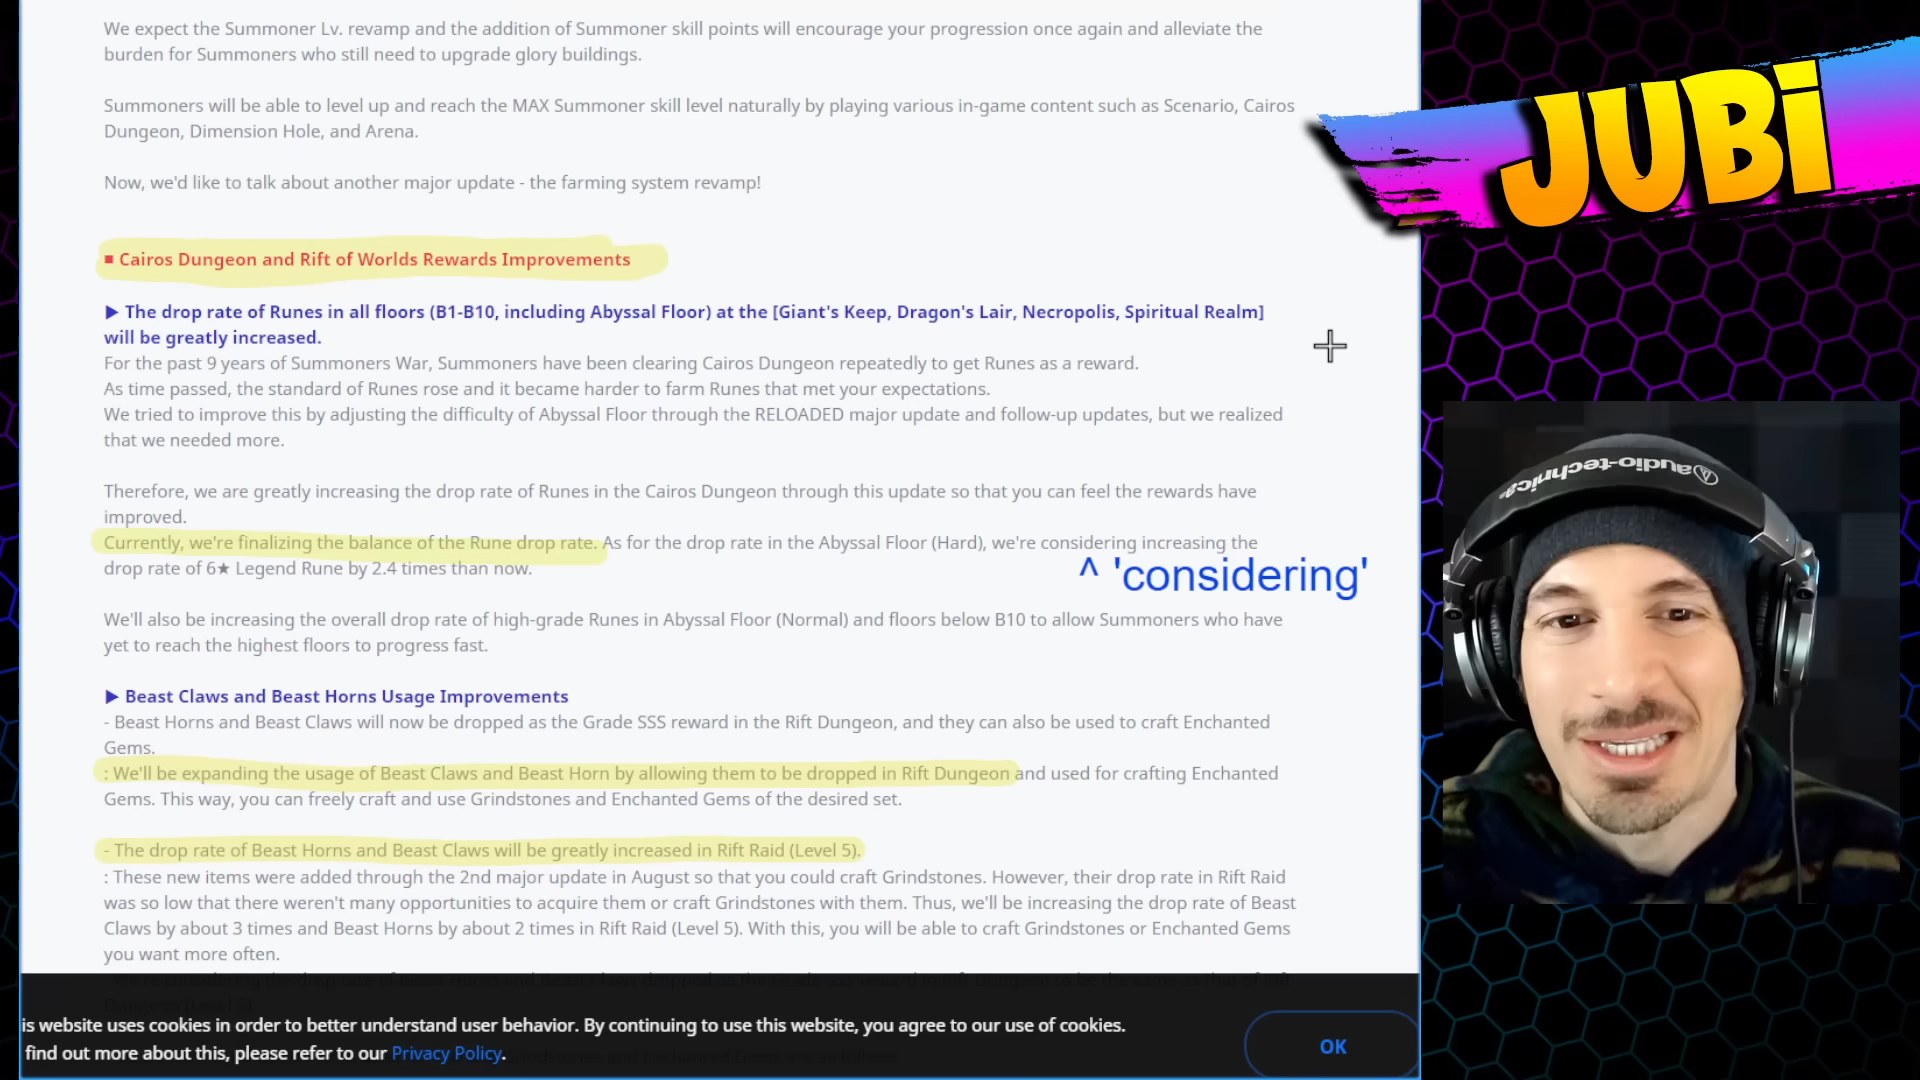 We expect the Summoner Lv. revamp and the addition of Summoner skill points will encourage your progression once again and alleviate the
burden for Summoners who still need to upgrade glory buildings.
Summoners will be able to level up and reach the MAX Summoner skill level naturally by playing various in-game content such as Scenario, Cairos
Dungeon, Dimension Hole, and Arena.
Now, we'd like to talk about another major update - the farming system revamp!
■ Cairos Dungeon and Rift of Worlds Rewards Improvements
▶ The drop rate of Runes in all floors (B1-B10, including Abyssal Floor) at the [Giant's Keep, Dragon's Lair, Necropolis, Spiritual Realm]
will be greatly increased.
For the past 9 years of Summoners War, Summoners have been clearing Cairos Dungeon repeatedly to get Runes as a reward.
As time passed, the standard of Runes rose and it became harder to farm Runes that met your expectations.
We tried to improve this by adjusting the difficulty of Abyssal Floor through the RELOADED major update and follow-up updates, but we realized
that we needed more.
Therefore, we are greatly increasing the drop rate of Runes in the Cairos Dungeon through this update so that you can feel the rewards have
improved.
Currently, we're finalizing the balance of the Rune drop rate. As for the drop rate in the Abyssal Floor (Hard), we're considering increasing the
drop rate of 6★ Legend Rune by 2.4 times than now.
^ 'considering'
We'll also be increasing the overall drop rate of high-grade Runes in Abyssal Floor (Normal) and floors below B10 to allow Summoners who have
yet to reach the highest floors to progress fast.
▶ Beast Claws and Beast Horns Usage Improvements
- Beast Horns and Beast Claws will now be dropped as the Grade SSS reward in the Rift Dungeon, and they can also be used to craft Enchanted
Gems.
: We'll be expanding the usage of Beast Claws and Beast Horn by allowing them to be dropped in Rift Dungeon and used for crafting Enchanted
Gems. This way, you can freely craft and use Grindstones and Enchanted Gems of the desired set.
- The drop rate of Beast Horns and Beast Claws will be greatly increased in Rift Raid (Level 5).
: These new items were added through the 2nd major update in August so that you could craft Grindstones. However, their drop rate in Rift Raid
was so low that there weren't many opportunities to acquire them or craft Grindstones with them. Thus, we'll be increasing the drop rate of Beast
Claws by about 3 times and Beast Horns by about 2 times in Rift Raid (Level 5). With this, you will be able to craft Grindstones or Enchanted Gems
you want more often.
is website uses cookies in order to better understand user behavior. By continuing to use this website, you agree to our use of cookies.
find out more about this, please refer to our Privacy Policy.
OK
JUBi
audio-technica